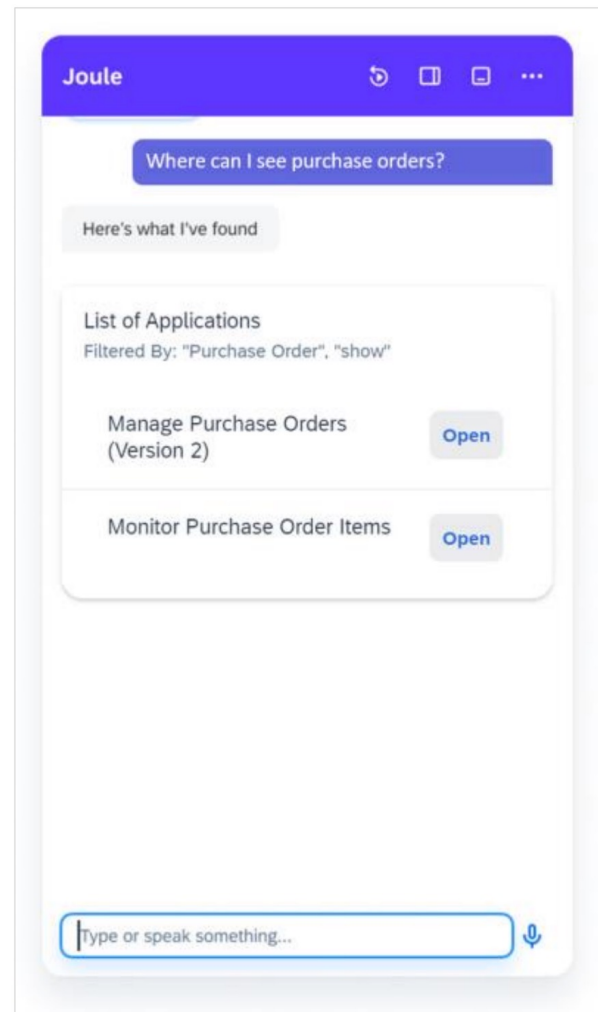 Joule
Where can I see purchase orders?
Here's what I've found
List of Applications
Filtered By: "Purchase Order", "show"
Manage Purchase Orders
(Version 2)
Open
Monitor Purchase Order Items
Open
Type or speak something...